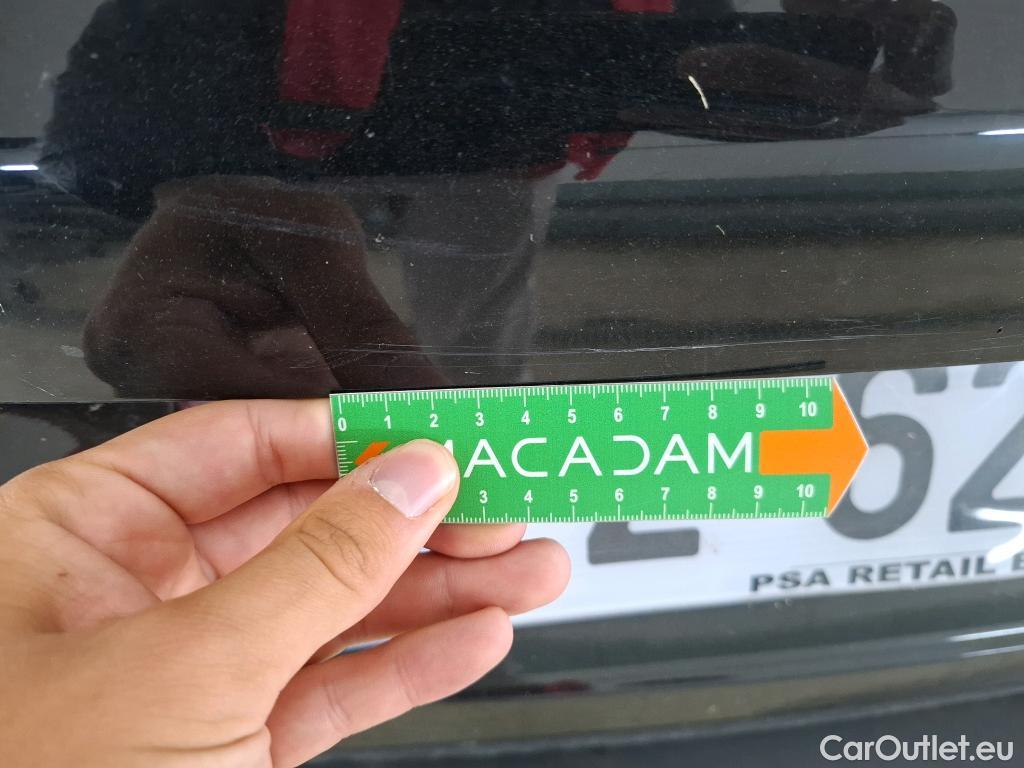 0 1 2 3 4 5 6 7 8 9 10
MACADAM
3 4 5 6 7 8 9 10
62
PSA RETAIL
CarOutlet.eu